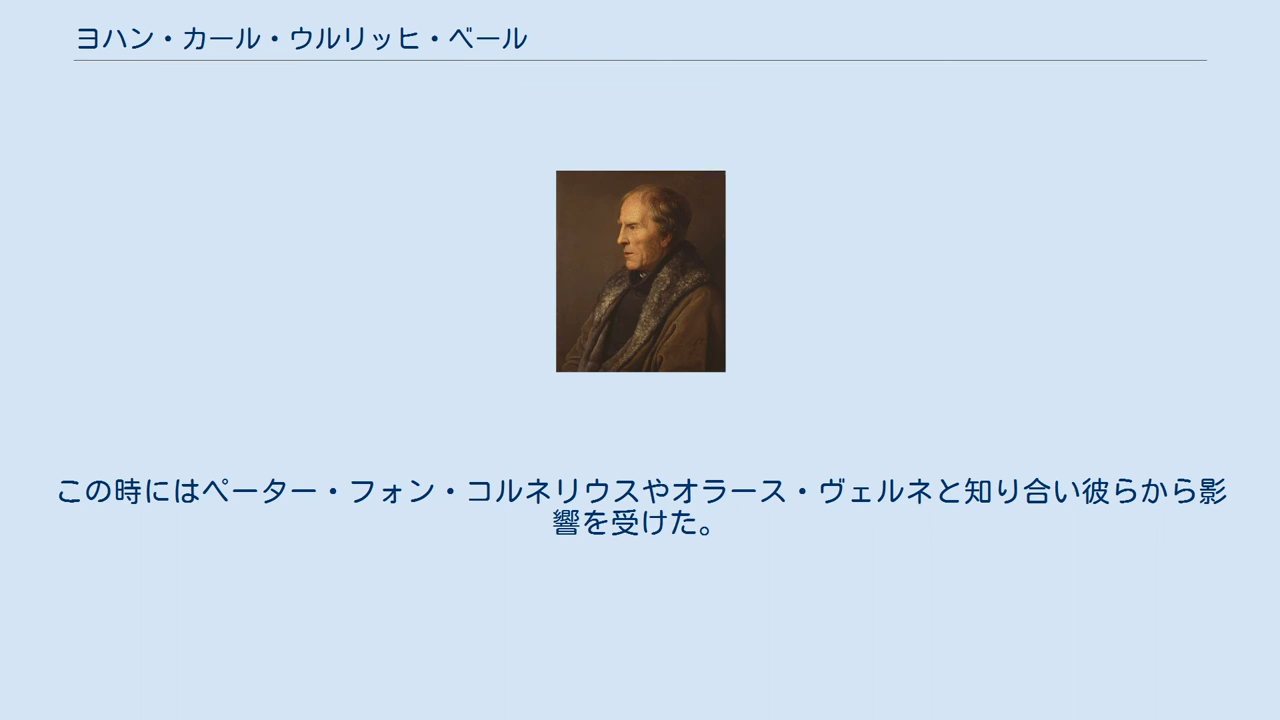 ヨハン・カール・ウルリッヒ・ベール
この時にはペーター・フォン・コルネリウスやオラース・ヴェルネと知り合い彼らから影
響を受けた。